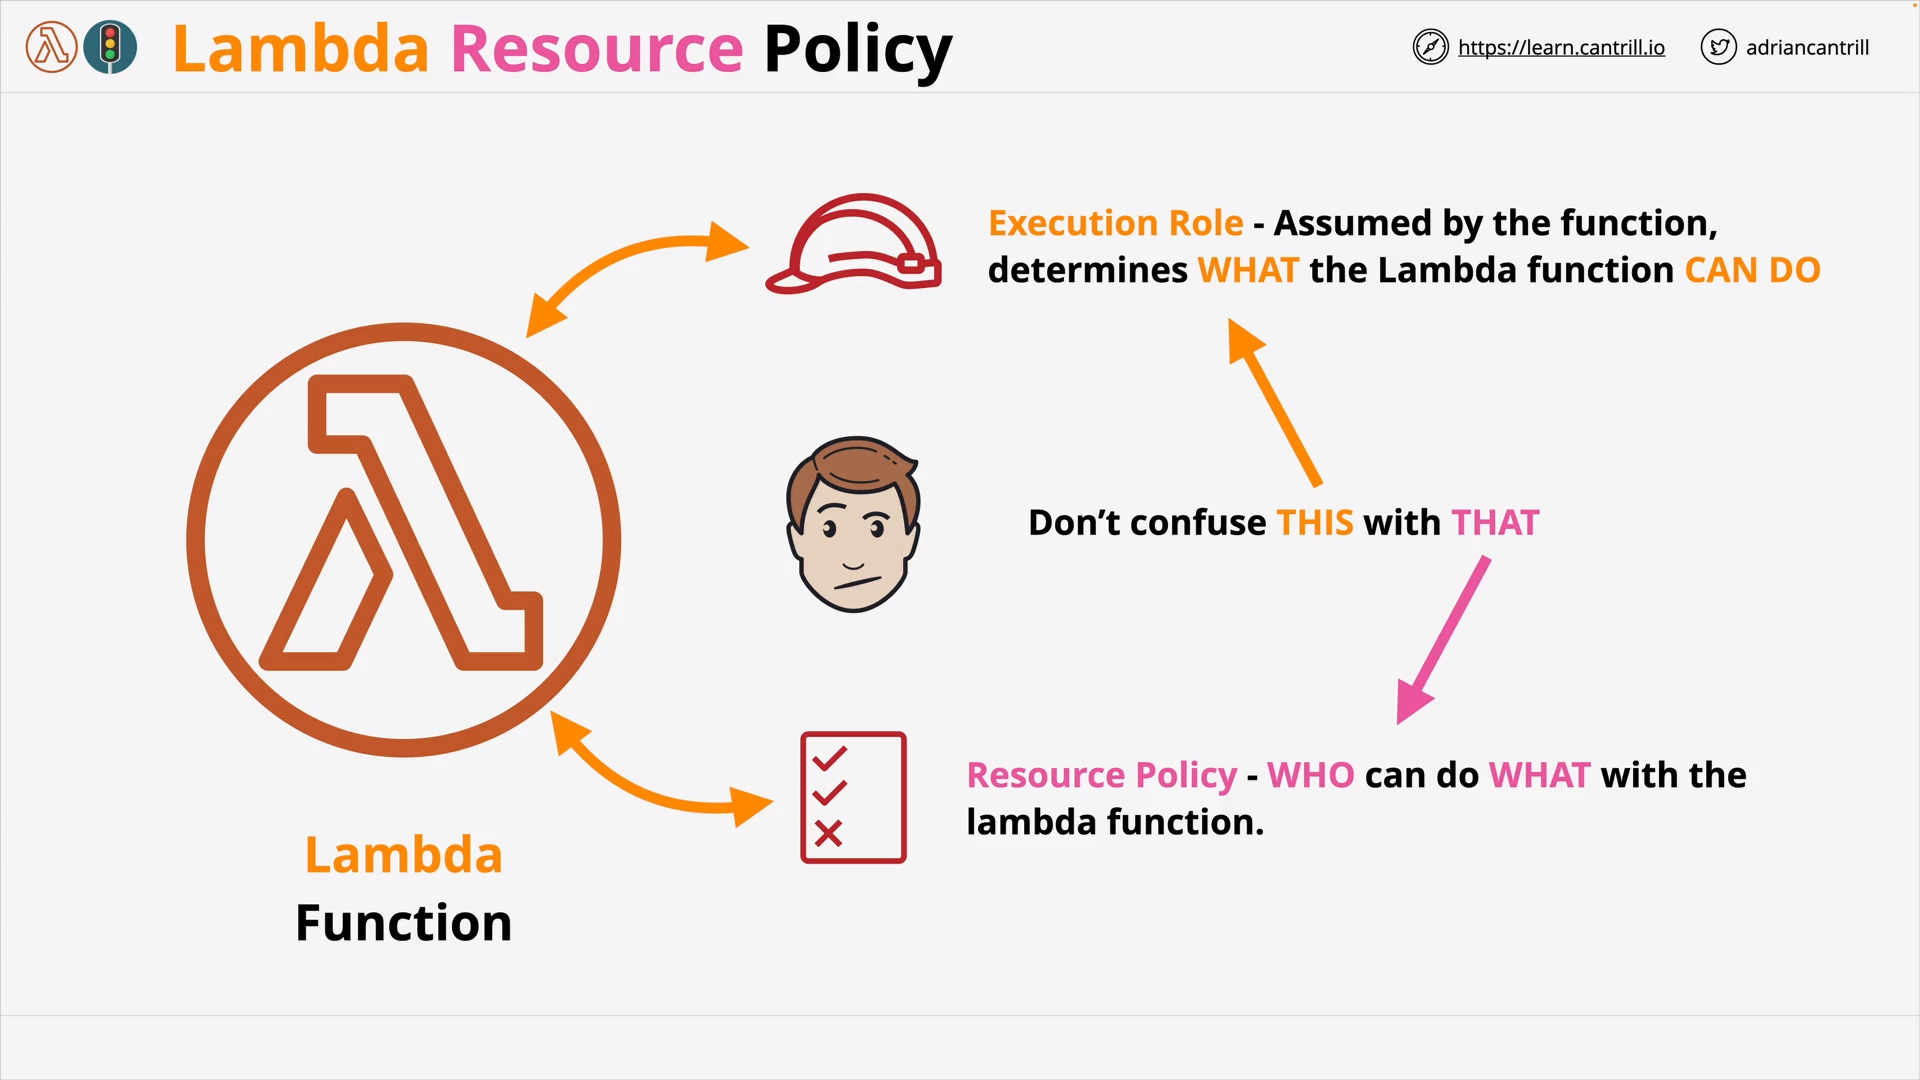 Lambda Resource Policy
https://learn.cantrill.io
adriancantrill
Execution Role - Assumed by the function,
determines WHAT the Lambda function CAN DO
Don’t confuse THIS with THAT
Resource Policy - WHO can do WHAT with the
lambda function.
Lambda
Function